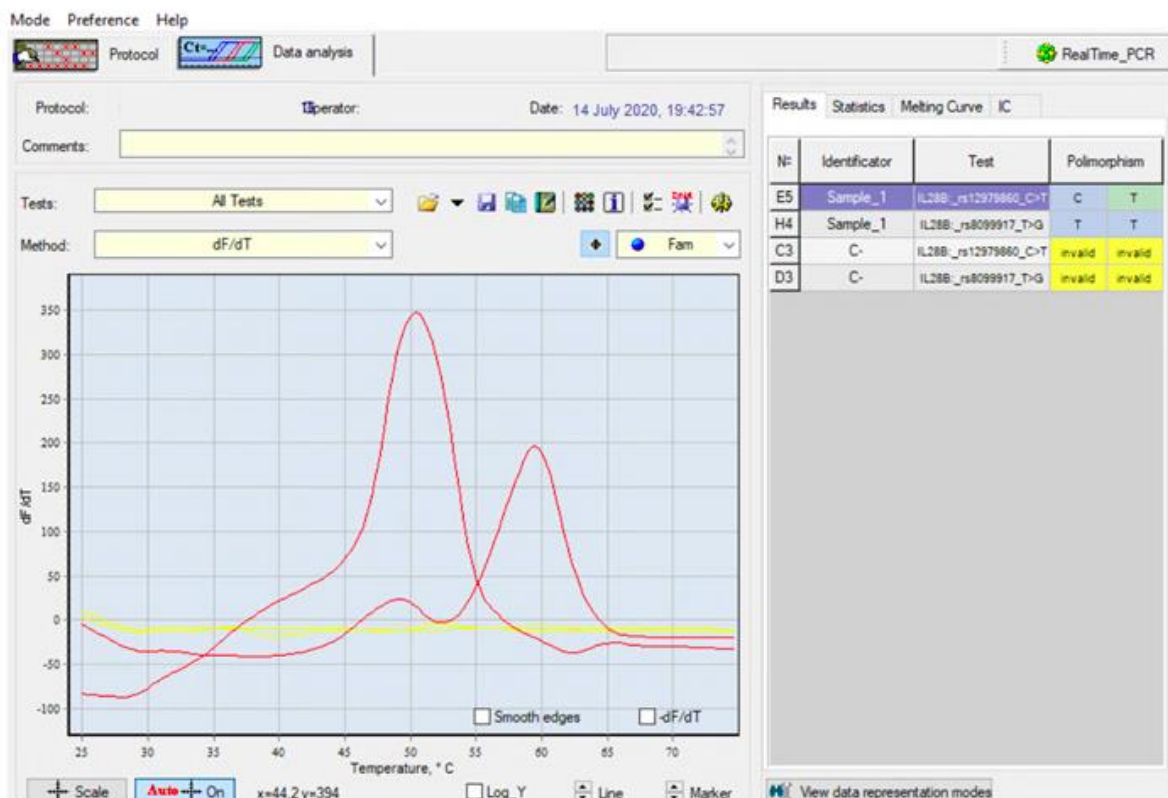 Mode Preference Help
Ct=... Protocol Data analysis RealTime_PCR
Protocol: Operator: Date: 14 July 2020, 19:42:57
Comments:
Tests: All Tests
Method: dF/dT Fam
Results Statistics Melting Curve IC
N= Identificator Test Polimorphism
E5 Sample_1 IL28B:_rs12979860_C>T C T
H4 Sample_1 IL28B:_rs8099917_T>G T T
C3 C- IL28B:_rs12979860_C>T invalid invalid
D3 C- IL28B:_rs8099917_T>G invalid invalid
dF/dT
350
300
250
200
150
100
50
0
-50
-100
Smooth edges -dF/dT
25 30 35 40 45 50 55 60 65 70
Temperature, ° C
Scale Auto On x=44,2 y=394 Log_Y Line Marker
View data representation modes